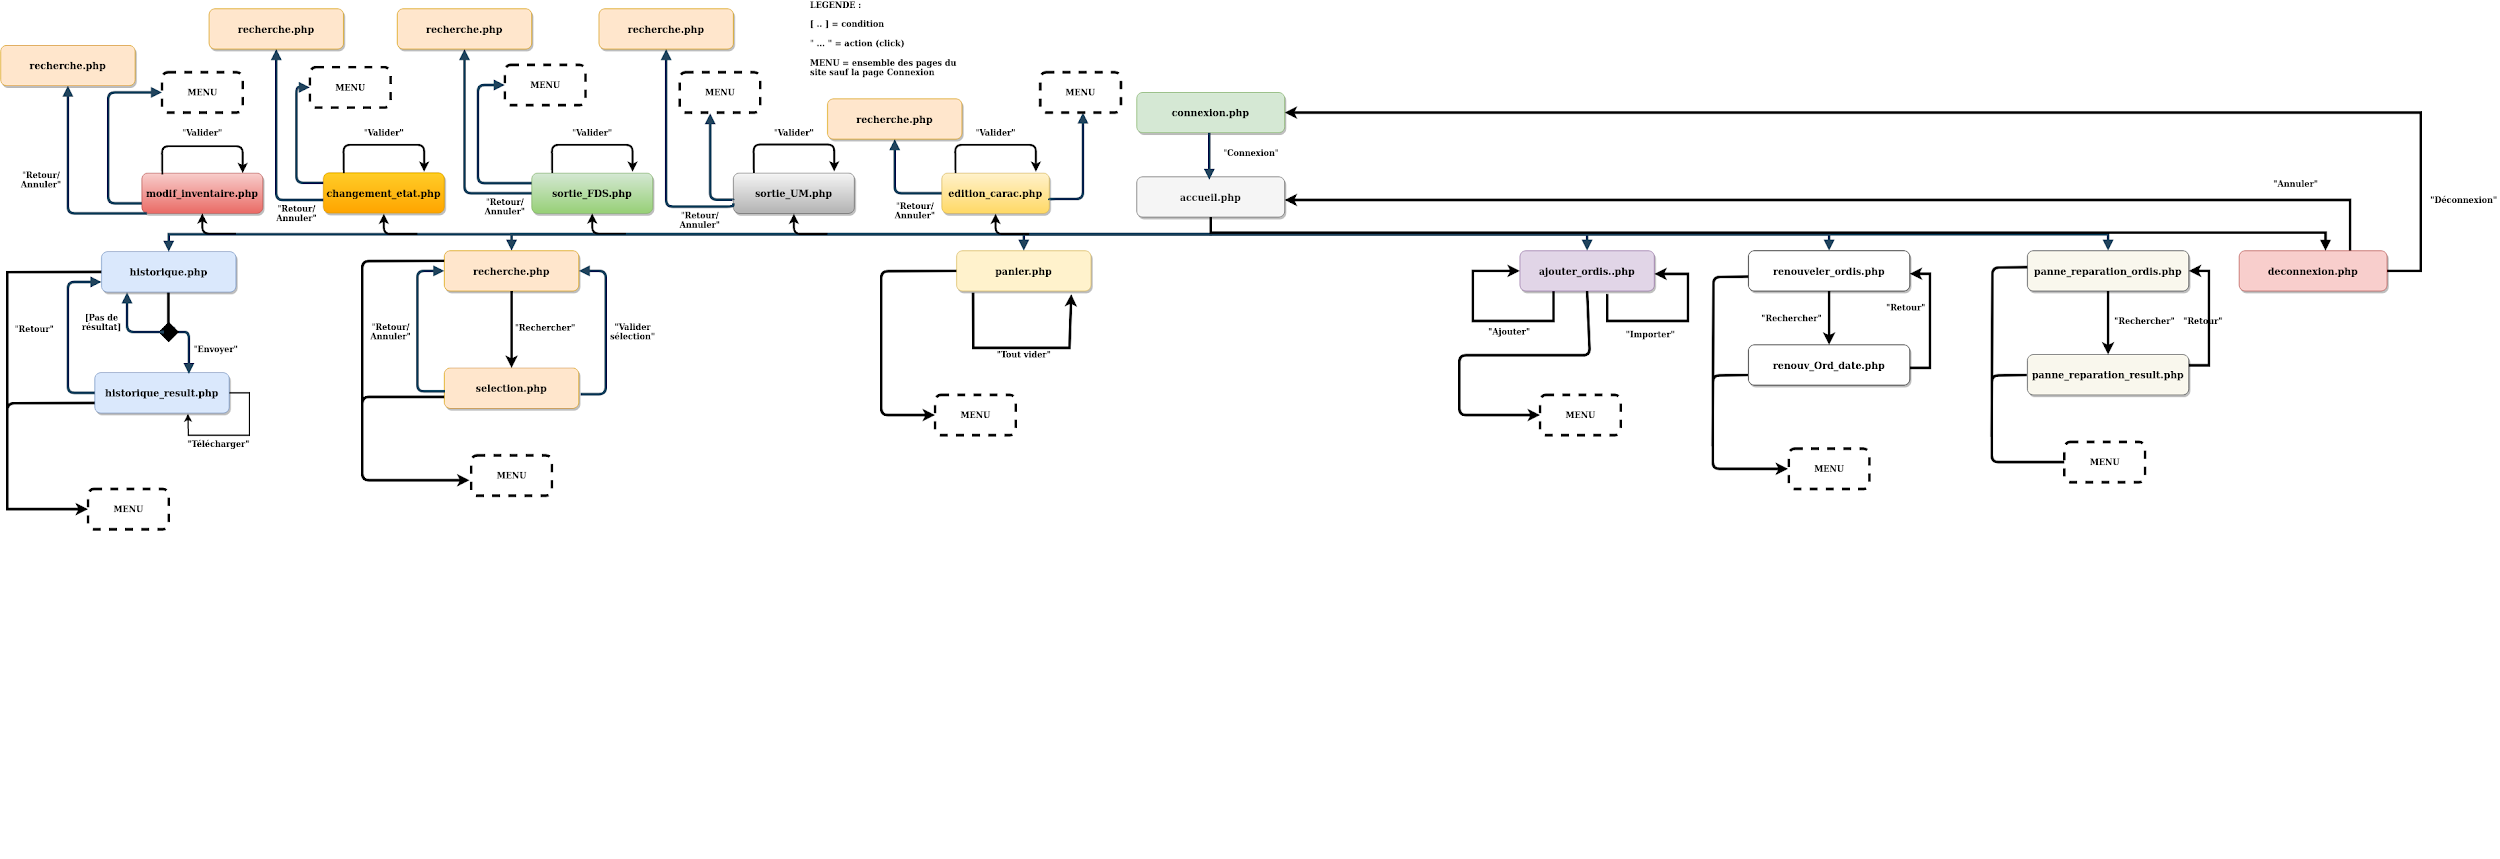 LEGENDE :
[ .. ] = condition
" ... " = action (click)
MENU = ensemble des pages du
site sauf la page Connexion
recherche.php
recherche.php
recherche.php
recherche.php
recherche.php
MENU
MENU
MENU
MENU
MENU
connexion.php
"Valider"
"Valider"
"Valider"
"Valider"
"Valider"
"Connexion"
"Retour/
Annuler"
modif_inventaire.php
"Retour/
Annuler"
changement_etat.php
"Retour/
Annuler"
sortie_FDS.php
"Retour/
Annuler"
sortie_UM.php
"Retour/
Annuler"
edition_carac.php
accueil.php
"Annuler"
"Déconnexion"
historique.php
recherche.php
panier.php
ajouter_ordis..php
renouveler_ordis.php
panne_reparation_ordis.php
deconnexion.php
"Retour"
[Pas de
résultat]
"Envoyer"
"Retour/
Annuler"
"Rechercher"
"Valider
sélection"
"Tout vider"
"Ajouter"
"Importer"
"Rechercher"
"Retour"
"Rechercher"
"Retour"
historique_result.php
selection.php
renouv_Ord_date.php
panne_reparation_result.php
"Télécharger"
MENU
MENU
MENU
MENU
MENU
MENU